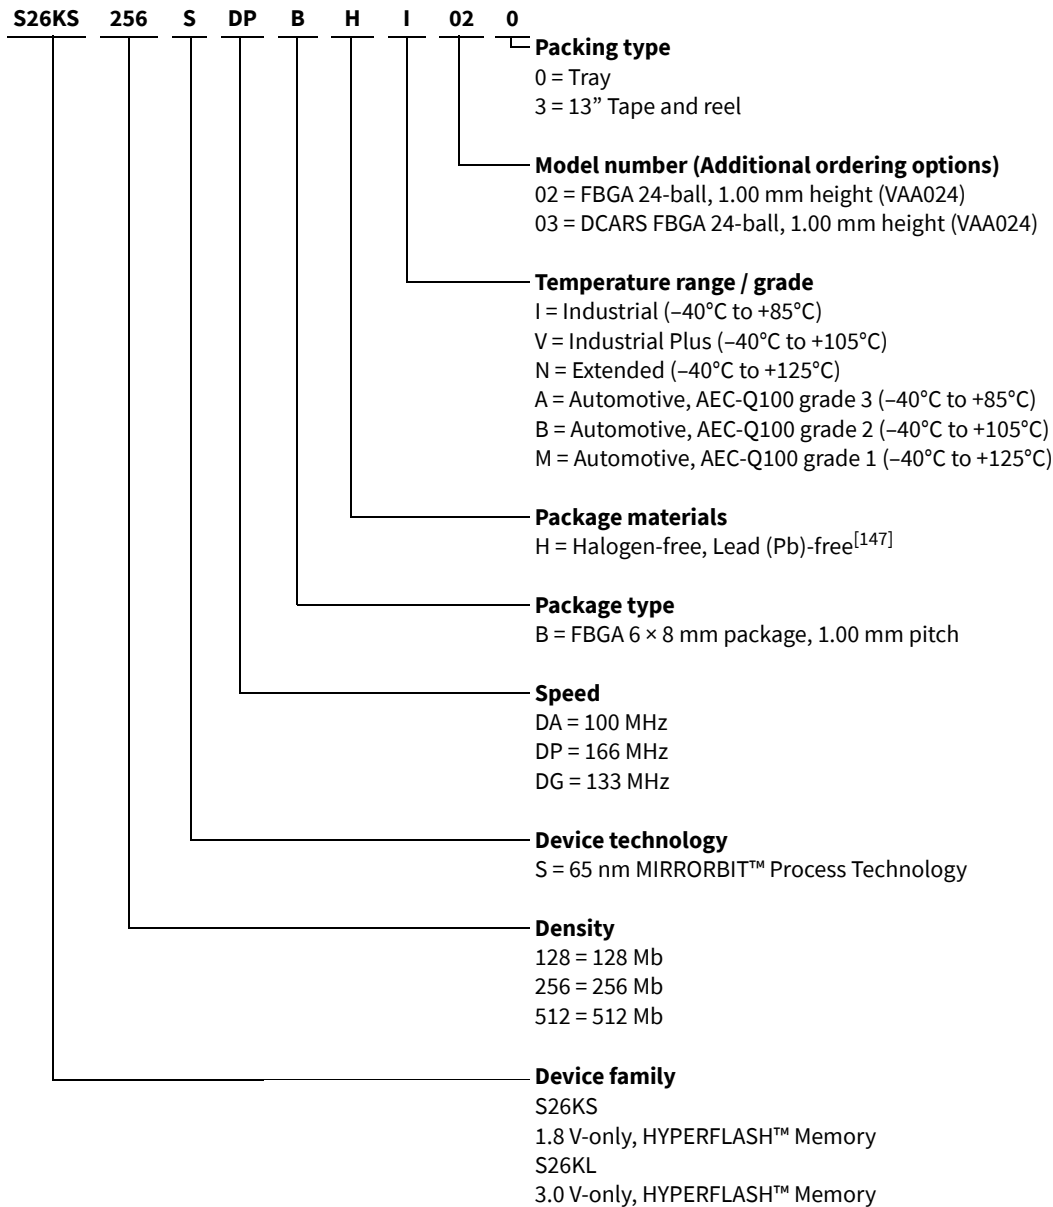 S26KS 256 S DP B H I 02 0
Packing type
0 = Tray
3 = 13” Tape and reel
Model number (Additional ordering options)
02 = FBGA 24-ball, 1.00 mm height (VAA024)
03 = DCARS FBGA 24-ball, 1.00 mm height (VAA024)
Temperature range / grade
I = Industrial (–40°C to +85°C)
V = Industrial Plus (–40°C to +105°C)
N = Extended (–40°C to +125°C)
A = Automotive, AEC-Q100 grade 3 (–40°C to +85°C)
B = Automotive, AEC-Q100 grade 2 (–40°C to +105°C)
M = Automotive, AEC-Q100 grade 1 (–40°C to +125°C)
Package materials
H = Halogen-free, Lead (Pb)-free[147]
Package type
B = FBGA 6 × 8 mm package, 1.00 mm pitch
Speed
DA = 100 MHz
DP = 166 MHz
DG = 133 MHz
Device technology
S = 65 nm MIRRORBIT™ Process Technology
Density
128 = 128 Mb
256 = 256 Mb
512 = 512 Mb
Device family
S26KS
1.8 V-only, HYPERFLASH™ Memory
S26KL
3.0 V-only, HYPERFLASH™ Memory